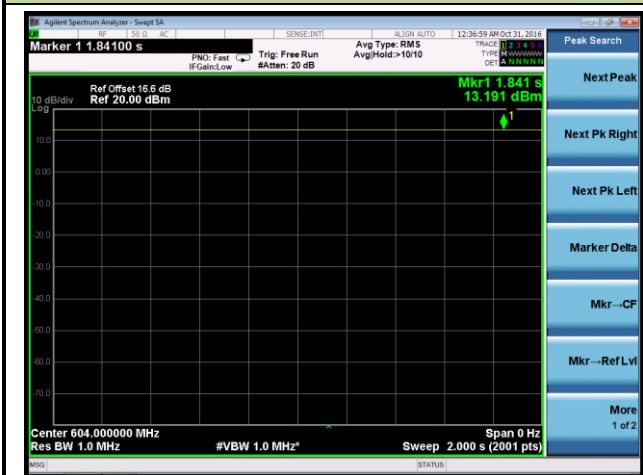 Agilent Spectrum Analyzer - Swept SA
RF 50 Ω AC SENSE:INT ALIGN AUTO 12:36:59 AM Oct 31, 2016
Marker 1 1.84100 s
PNO: Fast
IFGain:Low
Trig: Free Run
#Atten: 20 dB
Avg Type: RMS
Avg|Hold:>10/10
TRACE 1 2 3 4 5 6
TYPE M W W W W W
DET A N N N N N
Peak Search
Mkr1 1.841 s
13.191 dBm
Ref Offset 16.6 dB
Ref 20.00 dBm
10 dB/div
Log
1
10.0
0.00
-10.0
-20.0
-30.0
-40.0
-50.0
-60.0
-70.0
Next Peak
Next Pk Right
Next Pk Left
Marker Delta
Mkr→CF
Mkr→Ref Lvl
More
1 of 2
Center 604.000000 MHz
Span 0 Hz
Res BW 1.0 MHz
#VBW 1.0 MHz*
Sweep 2.000 s (2001 pts)
MSG
STATUS